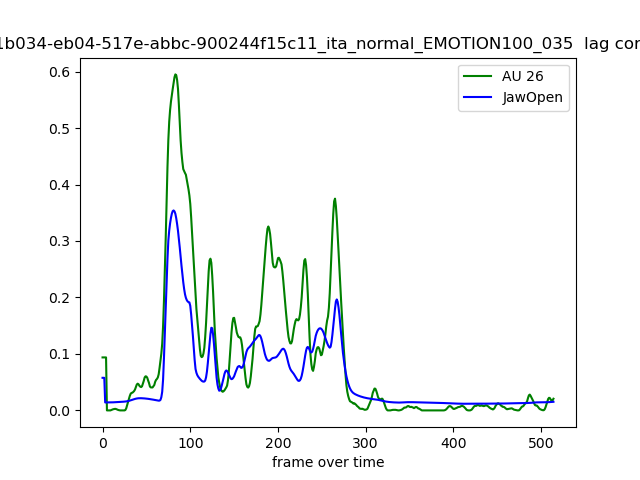 1b034-eb04-517e-abbc-900244f15c11_ita_normal_EMOTION100_035 lag cor
AU 26
JawOpen
0.6
0.5
0.4
0.3
0.2
0.1
0.0
0 100 200 300 400 500
frame over time